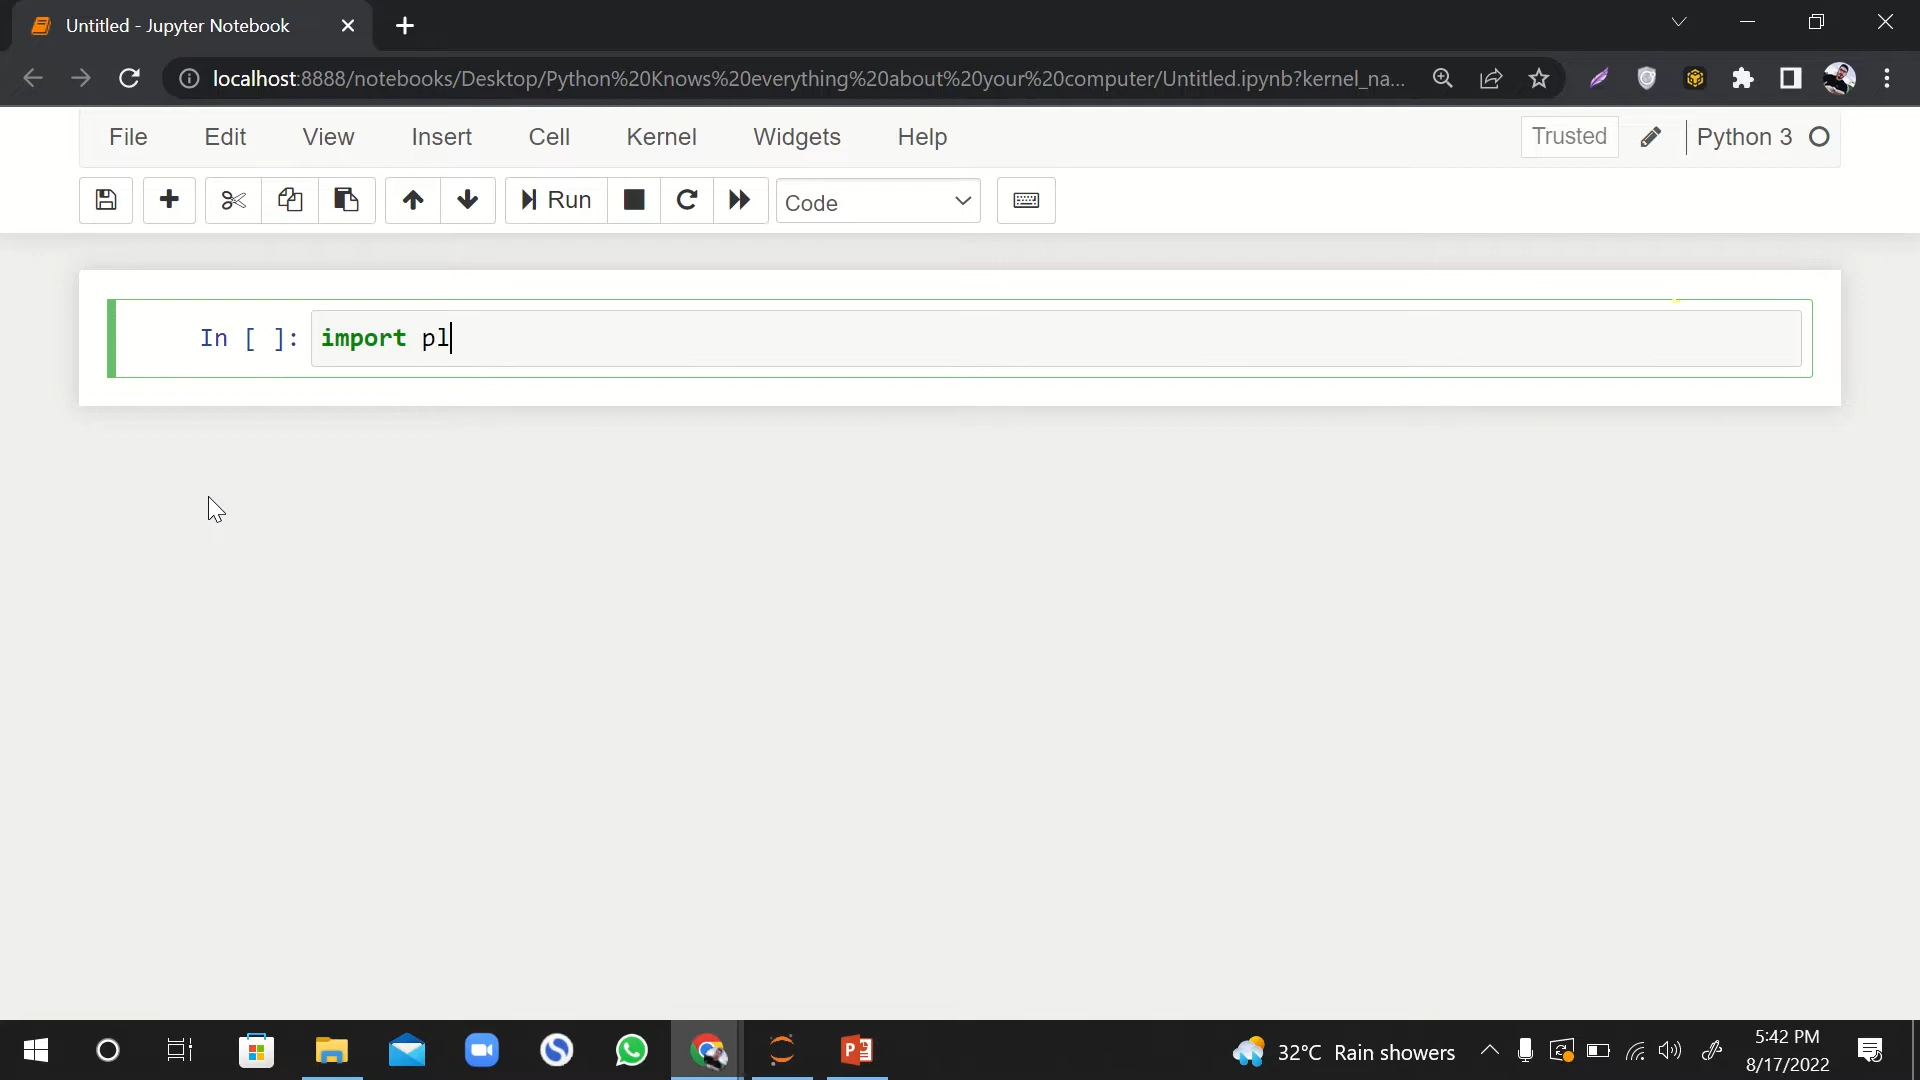 Untitled - Jupyter Notebook
localhost:8888/notebooks/Desktop/Python%20Knows%20everything%20about%20your%20computer/Untitled.ipynb?kernel_na...
File Edit View Insert Cell Kernel Widgets Help Trusted Python 3
Run Code
In [ ]: import pl
32°C Rain showers
5:42 PM
8/17/2022